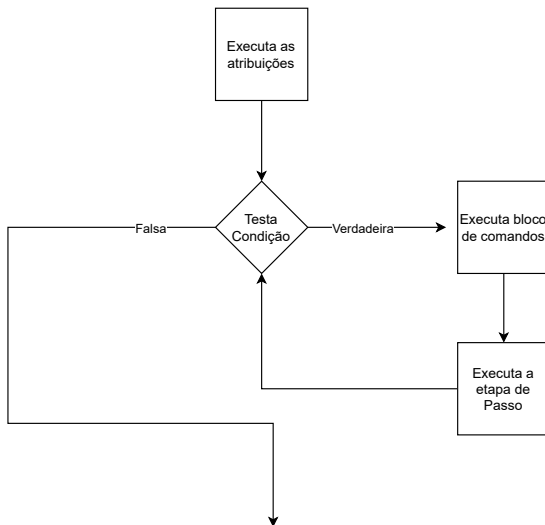 Executa as
atribuições
Testa
Condição
Falsa
Verdadeira
Executa bloco
de comandos
Executa a
etapa de
Passo